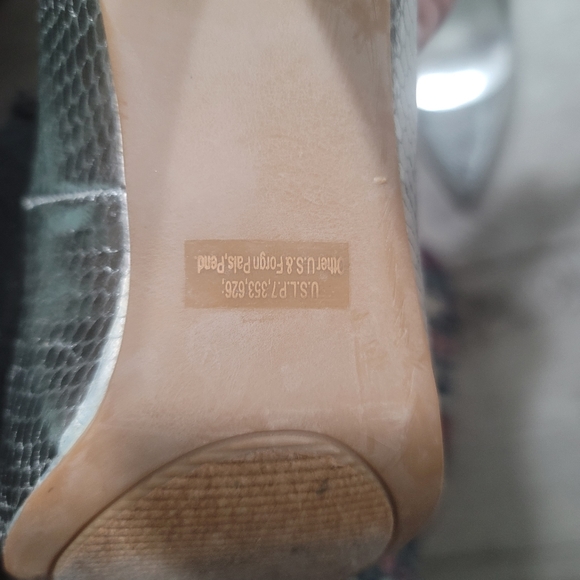 U.S.L.P.7,353,626;
Other U.S.& Forgn Pats,Pend